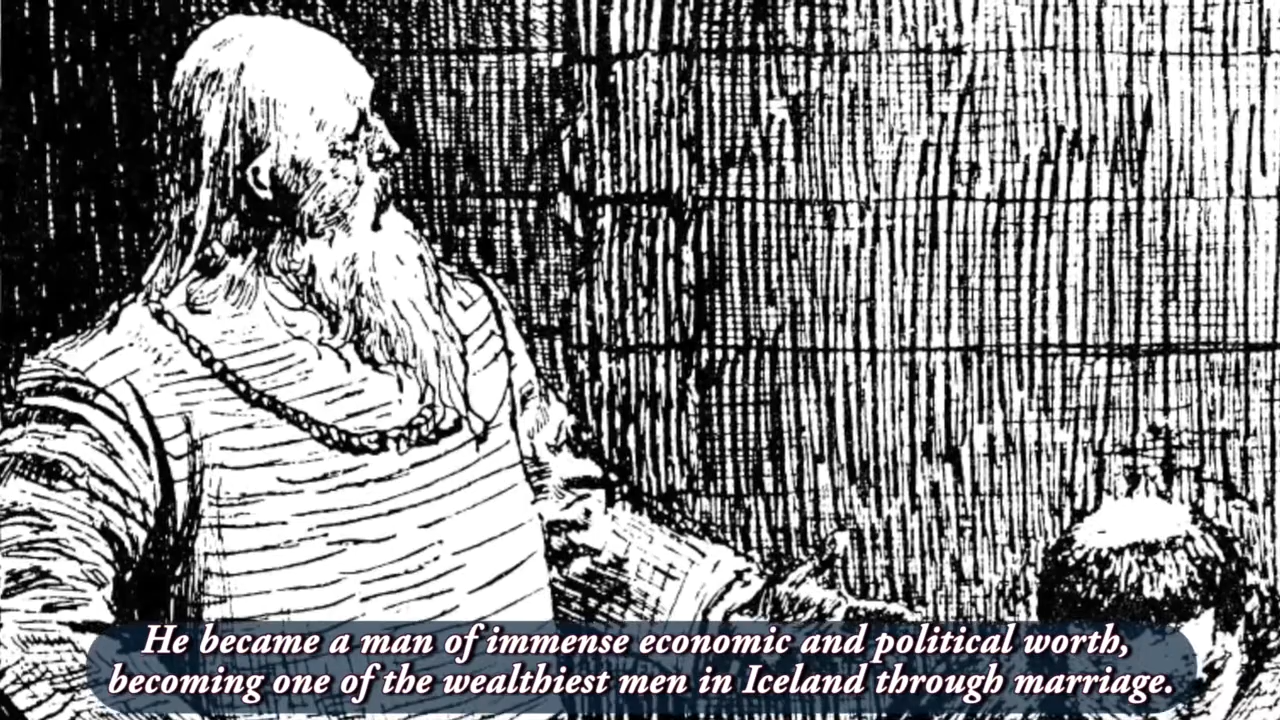 He became a man of immense economic and political worth,
becoming one of the wealthiest men in Iceland through marriage.